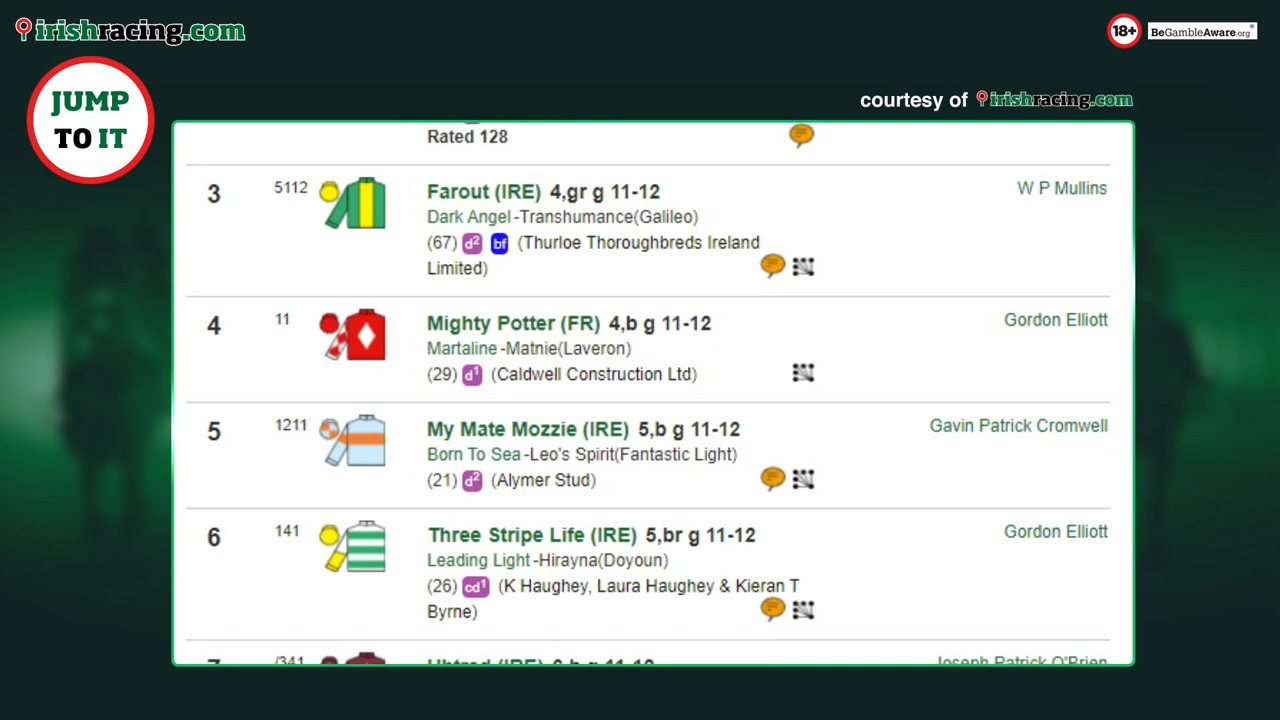 irishracing.com
18+ BeGambleAware.org®
JUMP
TO IT
courtesy of irishracing.com
Rated 128
3 5112 Farout (IRE) 4,gr g 11-12 W P Mullins
Dark Angel -Transhumance(Galileo)
(67) d² bf (Thurloe Thoroughbreds Ireland
Limited)
4 11 Mighty Potter (FR) 4,b g 11-12 Gordon Elliott
Martaline -Matnie(Laveron)
(29) d¹ (Caldwell Construction Ltd)
5 1211 My Mate Mozzie (IRE) 5,b g 11-12 Gavin Patrick Cromwell
Born To Sea -Leo's Spirit(Fantastic Light)
(21) d² (Alymer Stud)
6 141 Three Stripe Life (IRE) 5,br g 11-12 Gordon Elliott
Leading Light -Hirayna(Doyoun)
(26) cd¹ (K Haughey, Laura Haughey & Kieran T
Byrne)
7 /341 (IRE) g 11-12 Joseph Patrick O'Brien